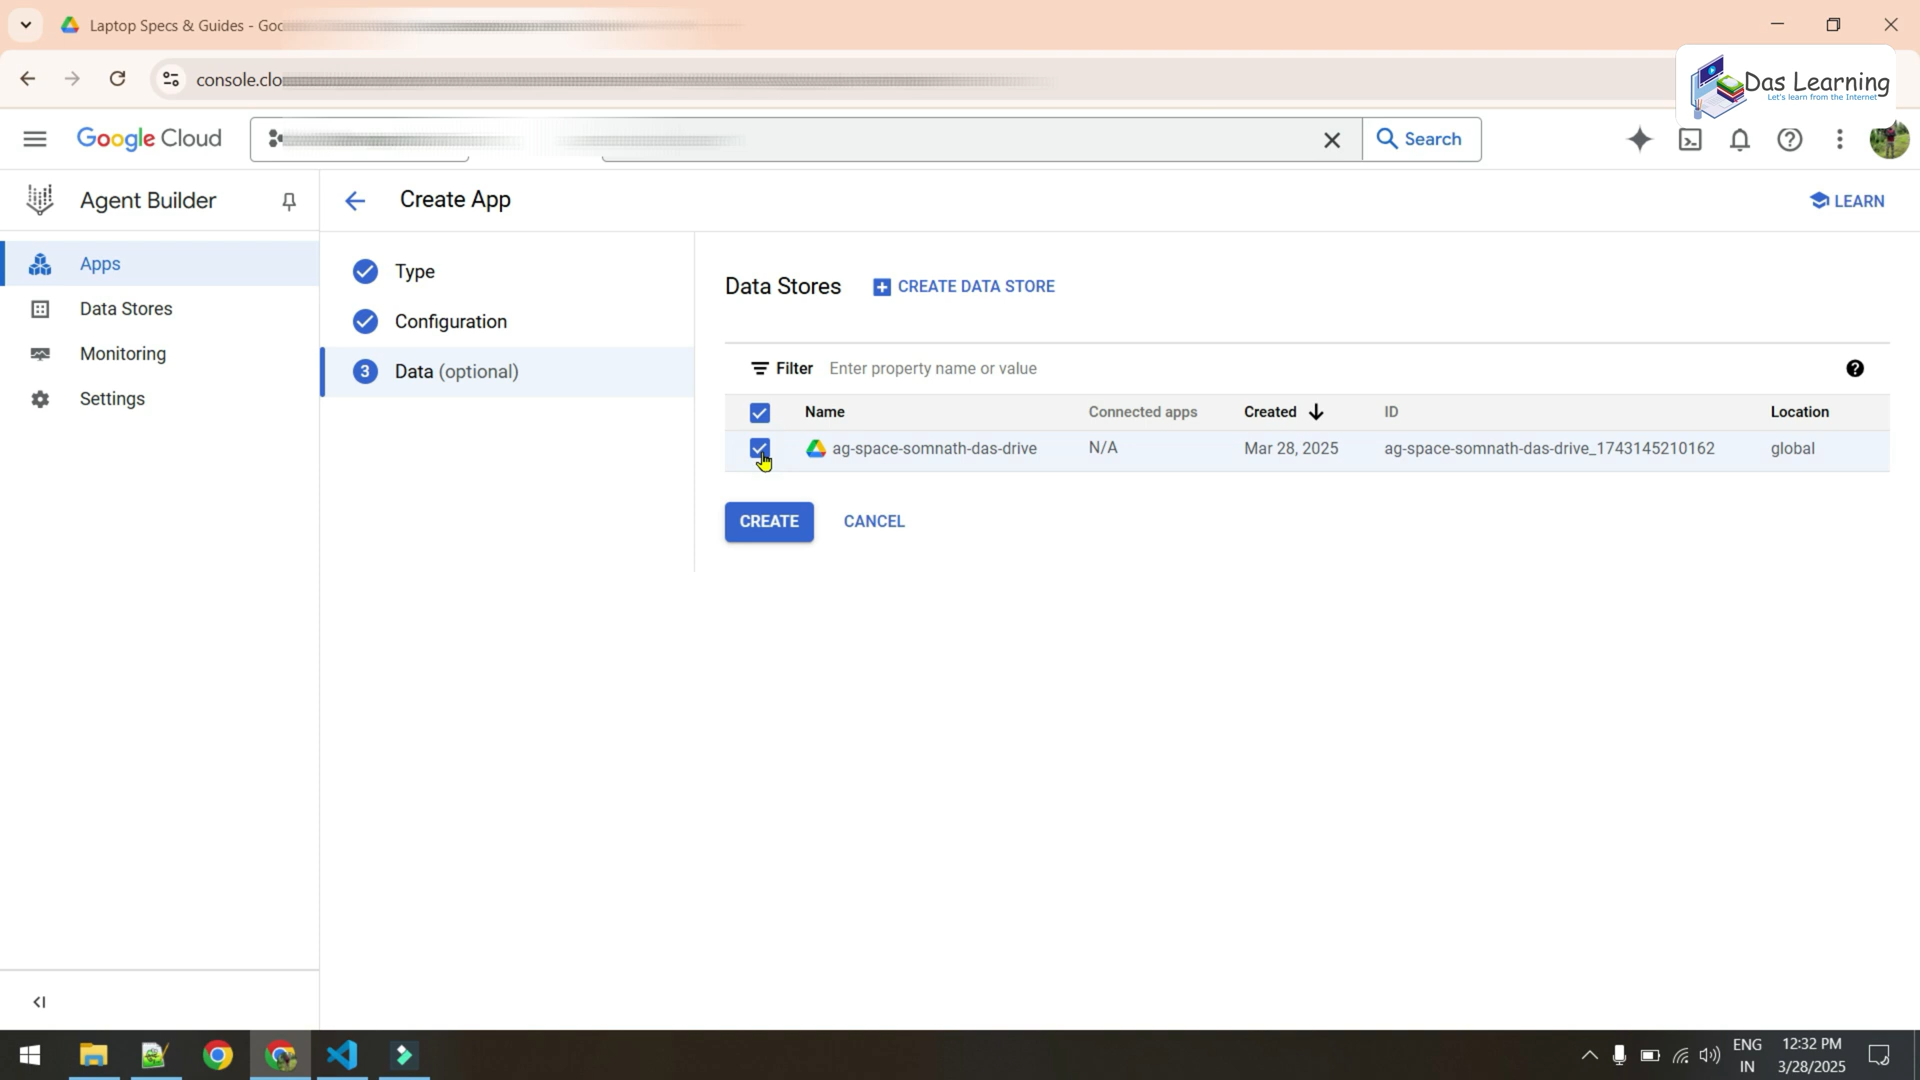 Laptop Specs & Guides - Goo
console.clo
Das Learning
Let's learn from the Internet
Google Cloud
Search
Agent Builder
Create App
LEARN
Apps
Data Stores
Monitoring
Settings
Type
Configuration
3 Data (optional)
Data Stores
CREATE DATA STORE
Filter Enter property name or value
Name Connected apps Created ID Location
ag-space-somnath-das-drive N/A Mar 28, 2025 ag-space-somnath-das-drive_1743145210162 global
CREATE CANCEL
ENG
IN
12:32 PM
3/28/2025